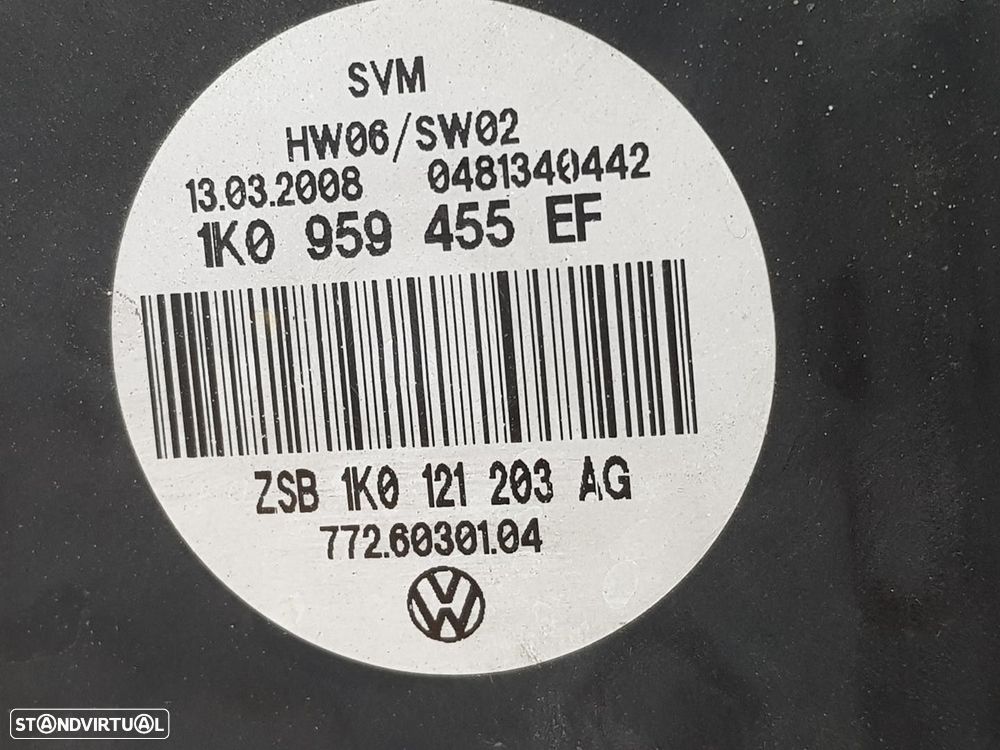 SVM
HW06/SW02
13.03.2008 0481340442
1K0 959 455 EF
ZSB 1K0 121 203 AG
772.60301.04
VW
STANDVIRTUAL